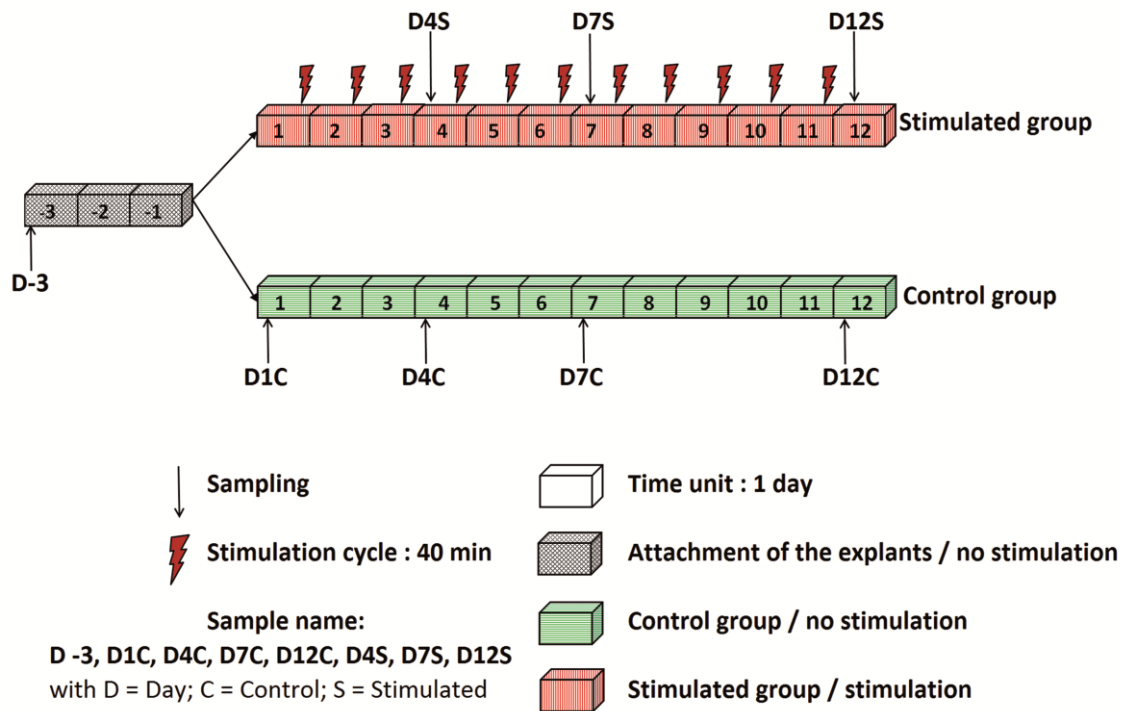 D4S D7S D12S
1 2 3 4 5 6 7 8 9 10 11 12 Stimulated group
-3 -2 -1
D-3
1 2 3 4 5 6 7 8 9 10 11 12 Control group
D1C D4C D7C D12C
Sampling
Time unit : 1 day
Stimulation cycle : 40 min
Attachment of the explants / no stimulation
Sample name:
Control group / no stimulation
D -3, D1C, D4C, D7C, D12C, D4S, D7S, D12S
with D = Day; C = Control; S = Stimulated
Stimulated group / stimulation